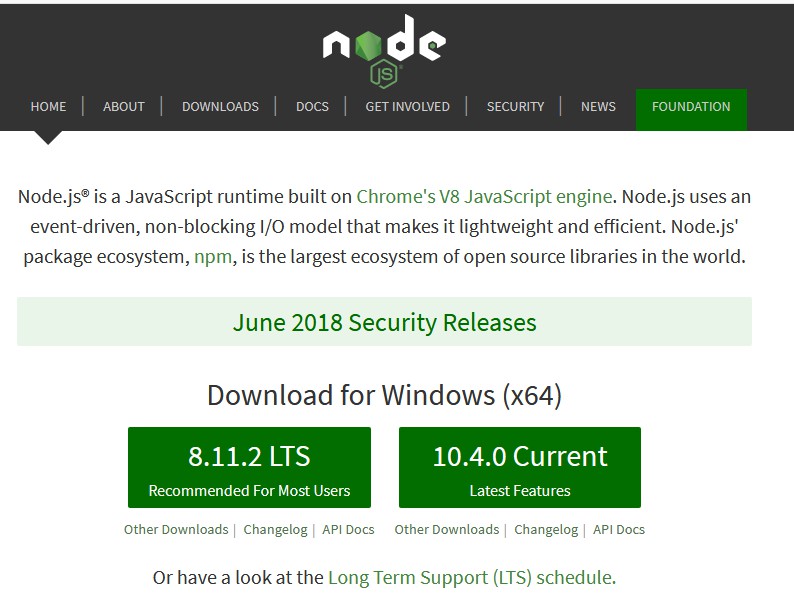 node
JS
HOME | ABOUT | DOWNLOADS | DOCS | GET INVOLVED | SECURITY | NEWS FOUNDATION
Node.js® is a JavaScript runtime built on Chrome's V8 JavaScript engine. Node.js uses an
event-driven, non-blocking I/O model that makes it lightweight and efficient. Node.js'
package ecosystem, npm, is the largest ecosystem of open source libraries in the world.
June 2018 Security Releases
Download for Windows (x64)
8.11.2 LTS
Recommended For Most Users
10.4.0 Current
Latest Features
Other Downloads | Changelog | API Docs
Other Downloads | Changelog | API Docs
Or have a look at the Long Term Support (LTS) schedule.